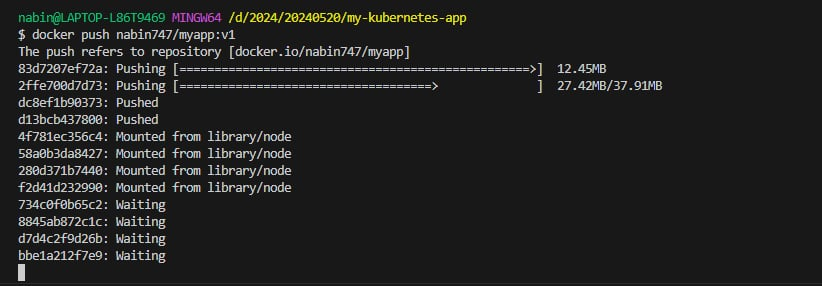 nabin@LAPTOP-L86T9469 MINGW64 /d/2024/20240520/my-kubernetes-app
$ docker push nabin747/myapp:v1
The push refers to repository [docker.io/nabin747/myapp]
83d7207ef72a: Pushing [==================================================>]  12.45MB
2ffe700d7d73: Pushing [====================================>              ]  27.42MB/37.91MB
dc8ef1b90373: Pushed
d13bcb437800: Pushed
4f781ec356c4: Mounted from library/node
58a0b3da8427: Mounted from library/node
280d371b7440: Mounted from library/node
f2d41d232990: Mounted from library/node
734c0f0b65c2: Waiting
8845ab872c1c: Waiting
d7d4c2f9d26b: Waiting
bbe1a212f7e9: Waiting